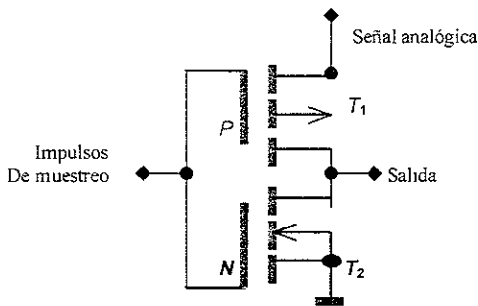 Señal analógica
P
T1
Impulsos
De muestreo
Salida
N
T2